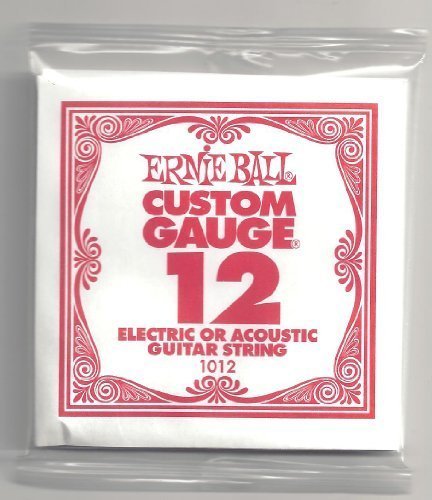 ERNIE BALL®
CUSTOM
GAUGE®
12
ELECTRIC OR ACOUSTIC
GUITAR STRING
1012